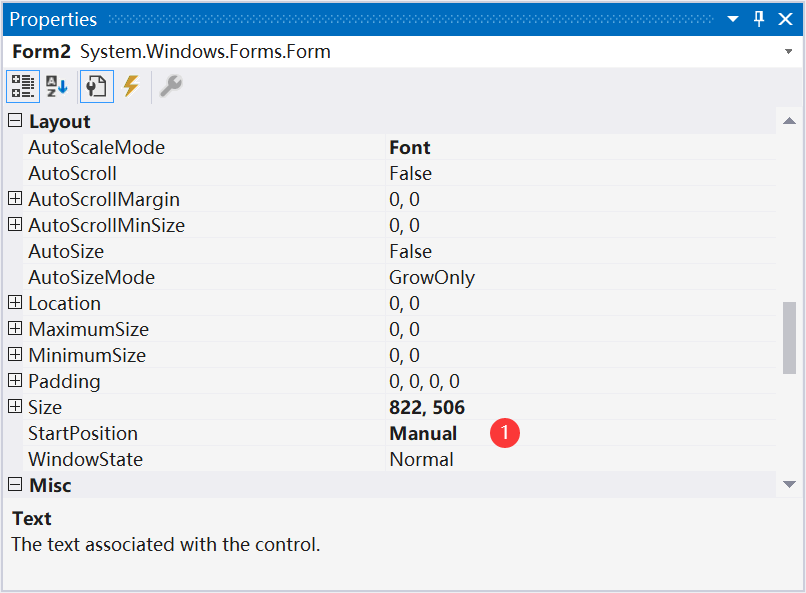 Properties
Form2 System.Windows.Forms.Form
Layout
AutoScaleMode Font
AutoScroll False
AutoScrollMargin 0, 0
AutoScrollMinSize 0, 0
AutoSize False
AutoSizeMode GrowOnly
Location 0, 0
MaximumSize 0, 0
MinimumSize 0, 0
Padding 0, 0, 0, 0
Size 822, 506
StartPosition Manual 1
WindowState Normal
Misc
Text
The text associated with the control.